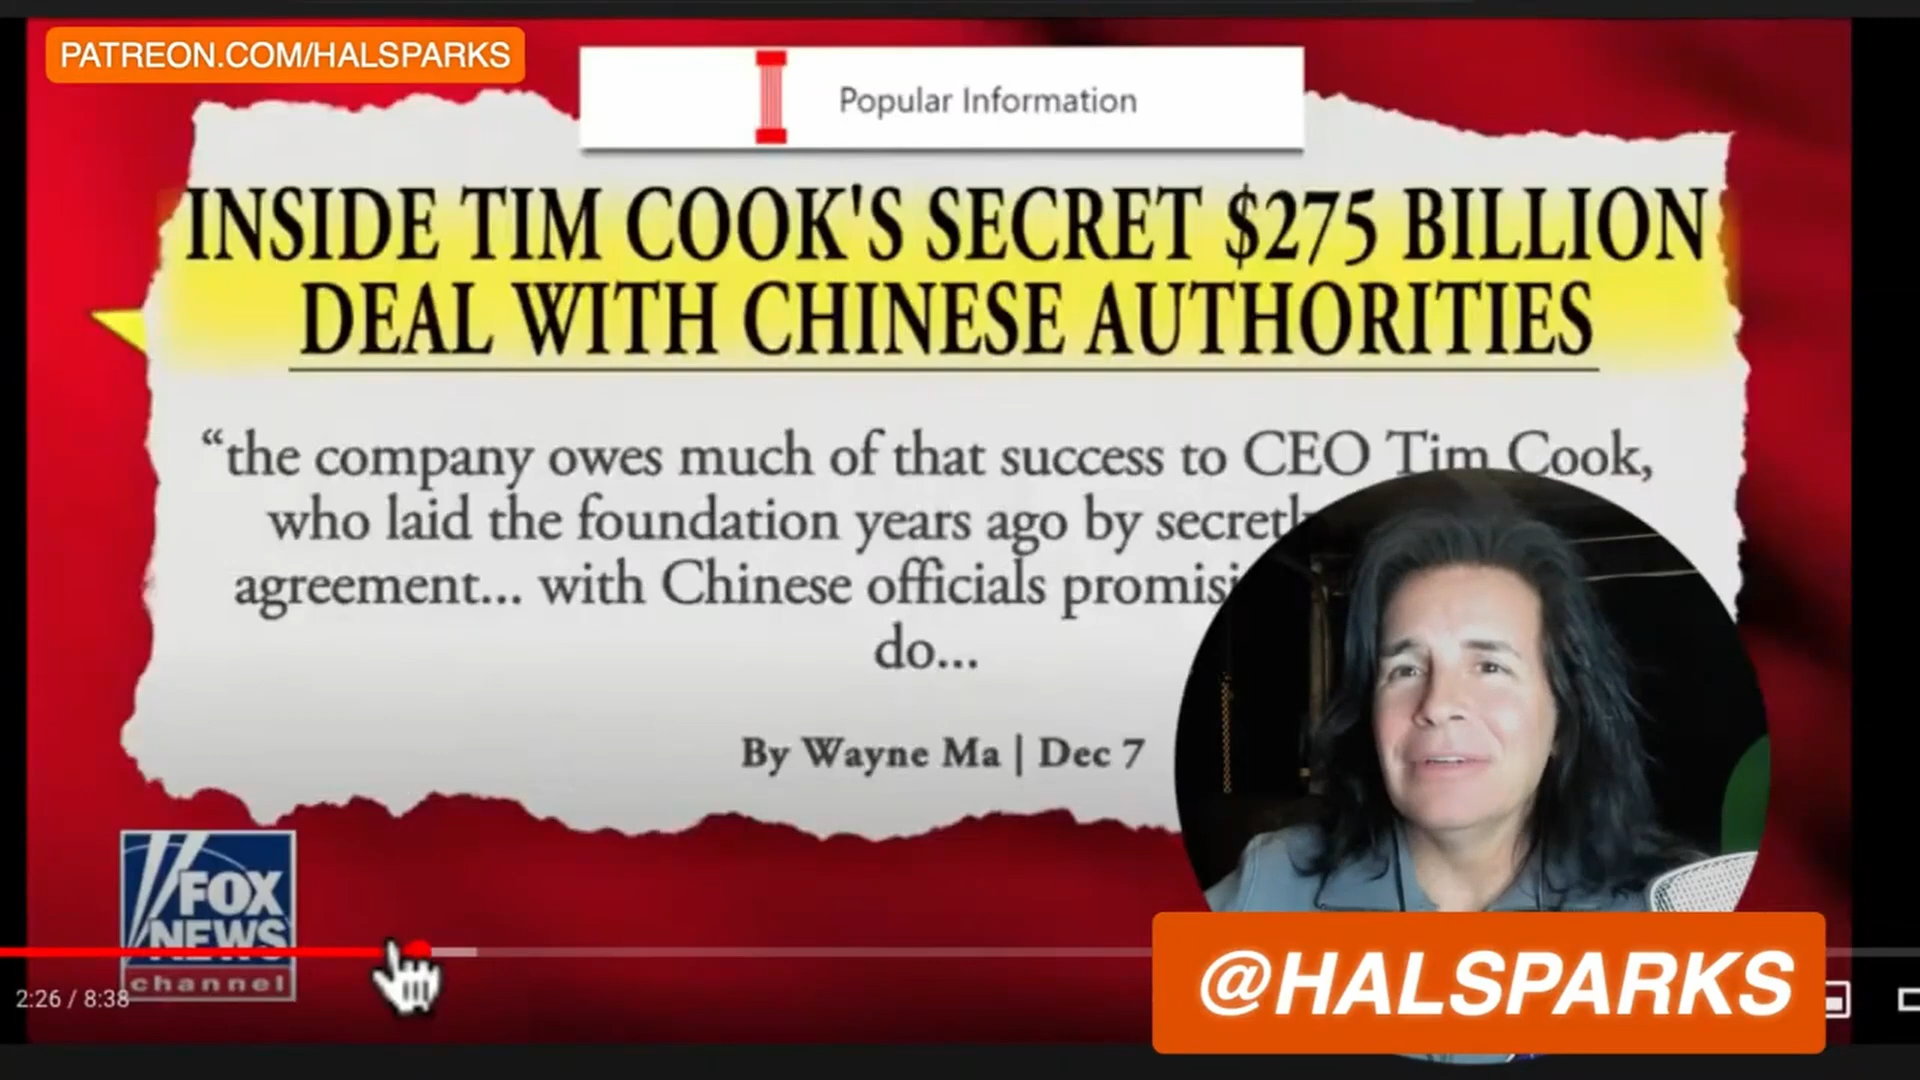 PATREON.COM/HALSPARKS
Popular Information
INSIDE TIM COOK'S SECRET $275 BILLION
DEAL WITH CHINESE AUTHORITIES
“the company owes much of that success to CEO Tim Cook,
who laid the foundation years ago by
agreement... with Chinese officials
do...
By Wayne Ma | Dec 7
FOX
NEWS
channel
2:26 / 8:38
@HALSPARKS